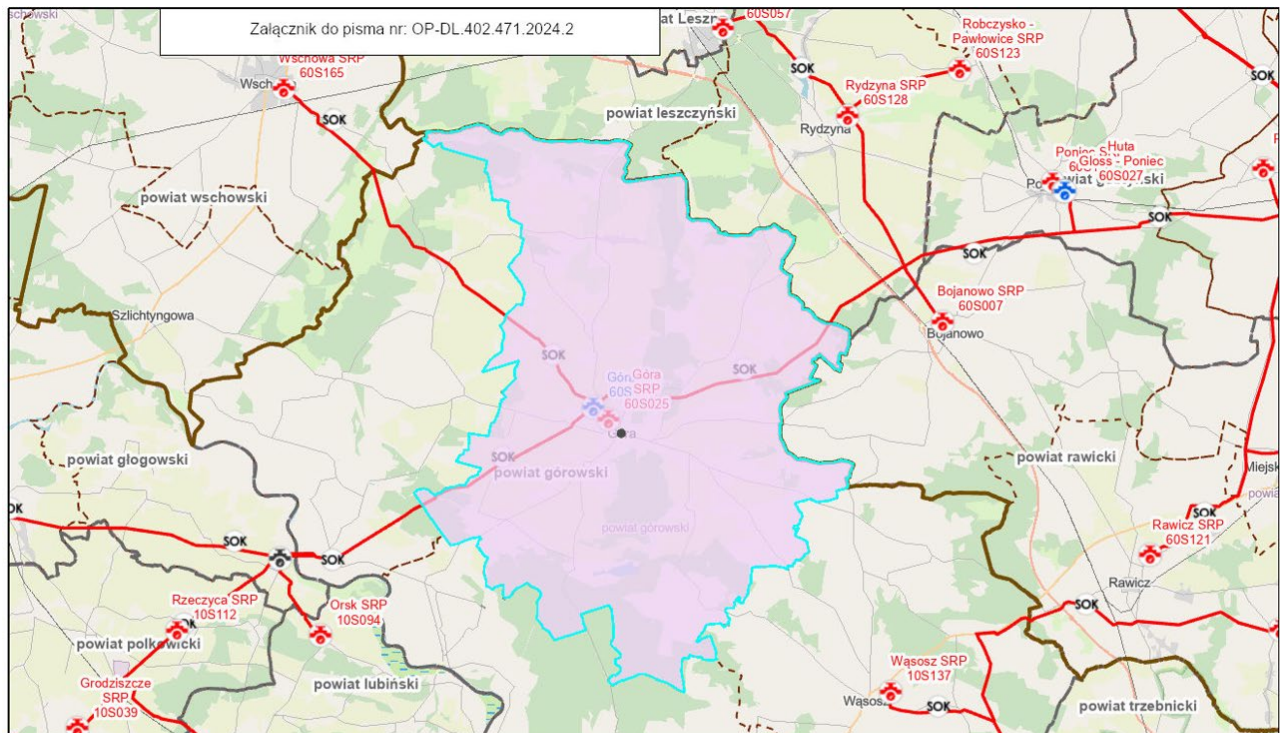 Załącznik do pisma nr: OP-DL.402.471.2024.2
wschowski
Wschowa SRP
60S165
SOK
powiat wschowski
Szlichtyngowa
powiat głogowski
60S057
SOK
powiat leszczyński
Rydzyna SRP
60S128
Rydzyna
Robczysko -
Pawłowice SRP
60S123
SOK
Huta
Gloss - Poniec
60S027
SOK
SOK
Bojanowo SRP
60S007
Bojanowo
SOK
SOK
Góra
SRP
60S025
Góra
SOK
powiat górowski
powiat górowski
powiat rawicki
SOK
Rawicz SRP
60S121
Rawicz
SOK
SOK
SOK
Rzeczyca SRP
10S112
Orsk SRP
10S094
powiat polkowicki
powiat lubiński
Grodziszcze
SRP
10S039
Wąsosz SRP
10S137
SOK
powiat trzebnicki